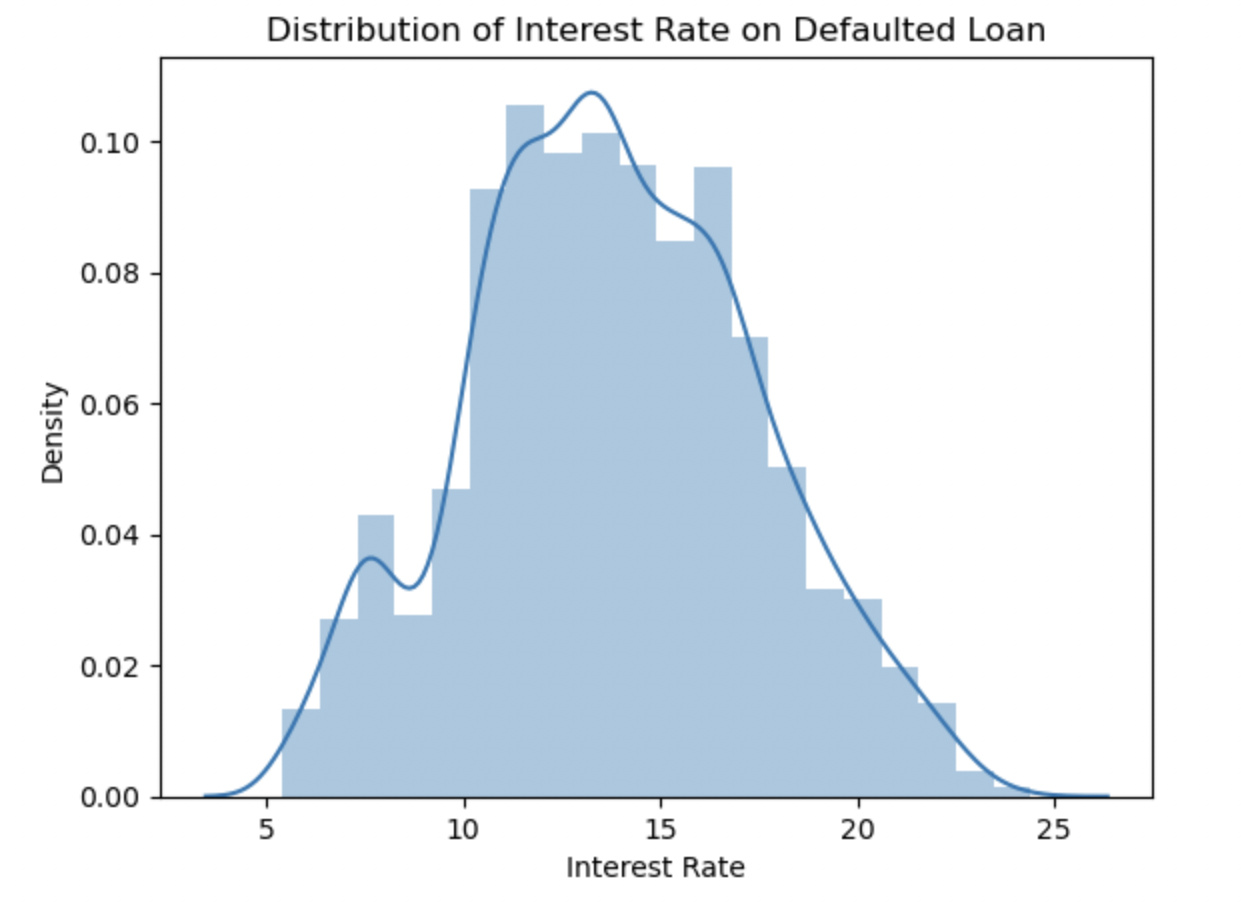 Distribution of Interest Rate on Defaulted Loan
0.10
0.08
0.06
0.04
0.02
0.00
Density
5 10 15 20 25
Interest Rate